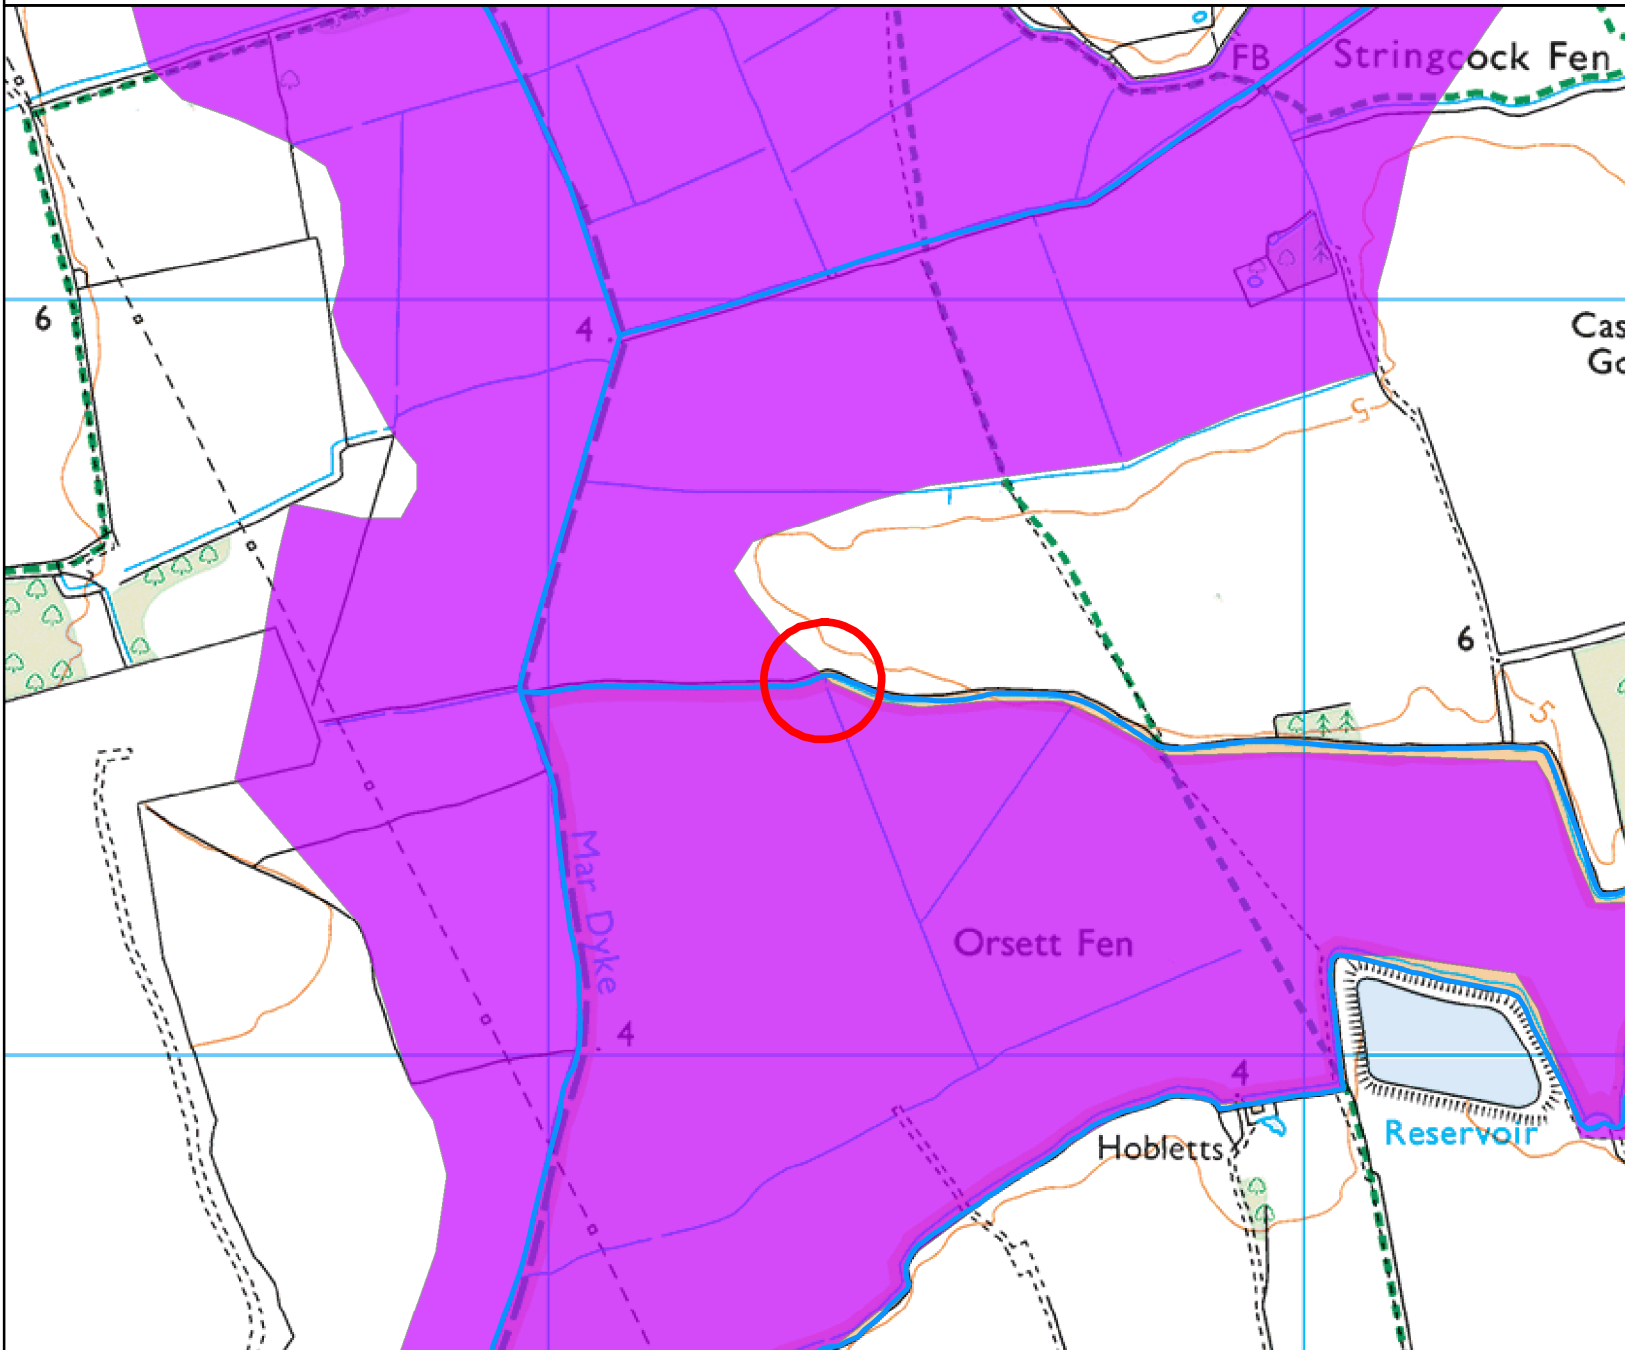 FB
Stringcock Fen
6
4
Cas
Go
5
6
5
Mar Dyke
Orsett Fen
4
4
Reservoir
Hobletts